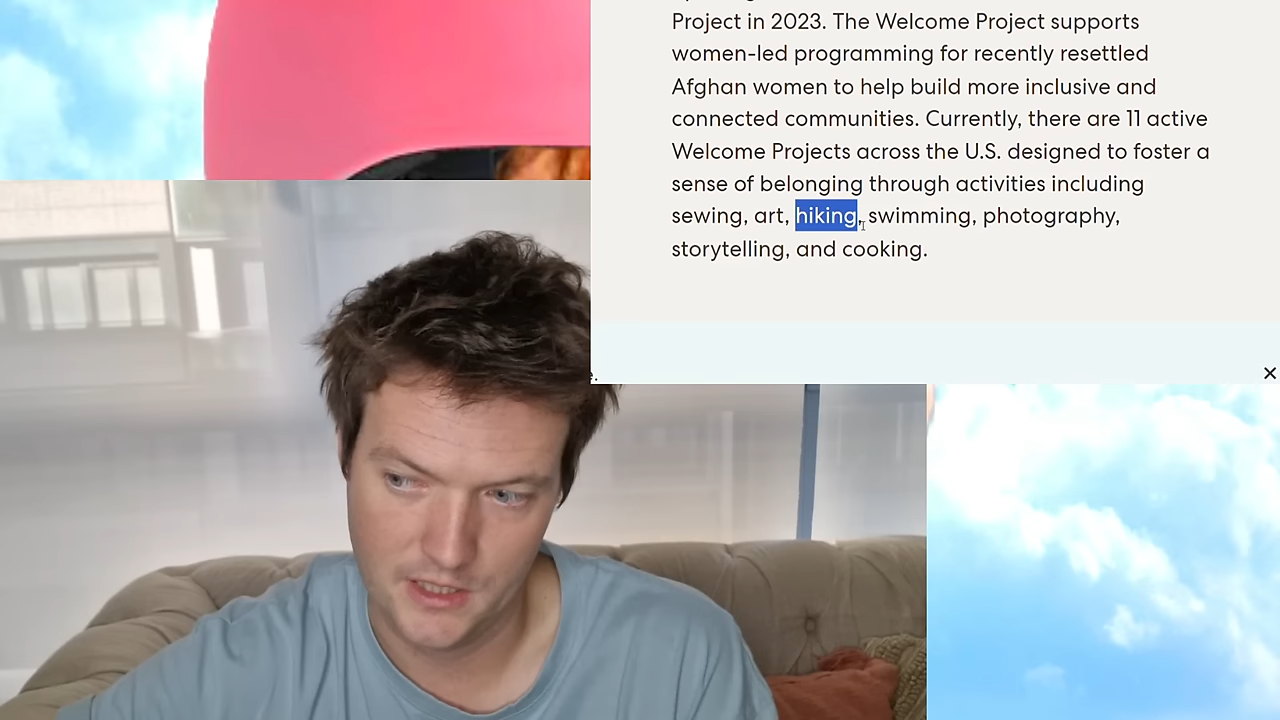 Project in 2023. The Welcome Project supports
women-led programming for recently resettled
Afghan women to help build more inclusive and
connected communities. Currently, there are 11 active
Welcome Projects across the U.S. designed to foster a
sense of belonging through activities including
sewing, art, hiking, swimming, photography,
storytelling, and cooking.